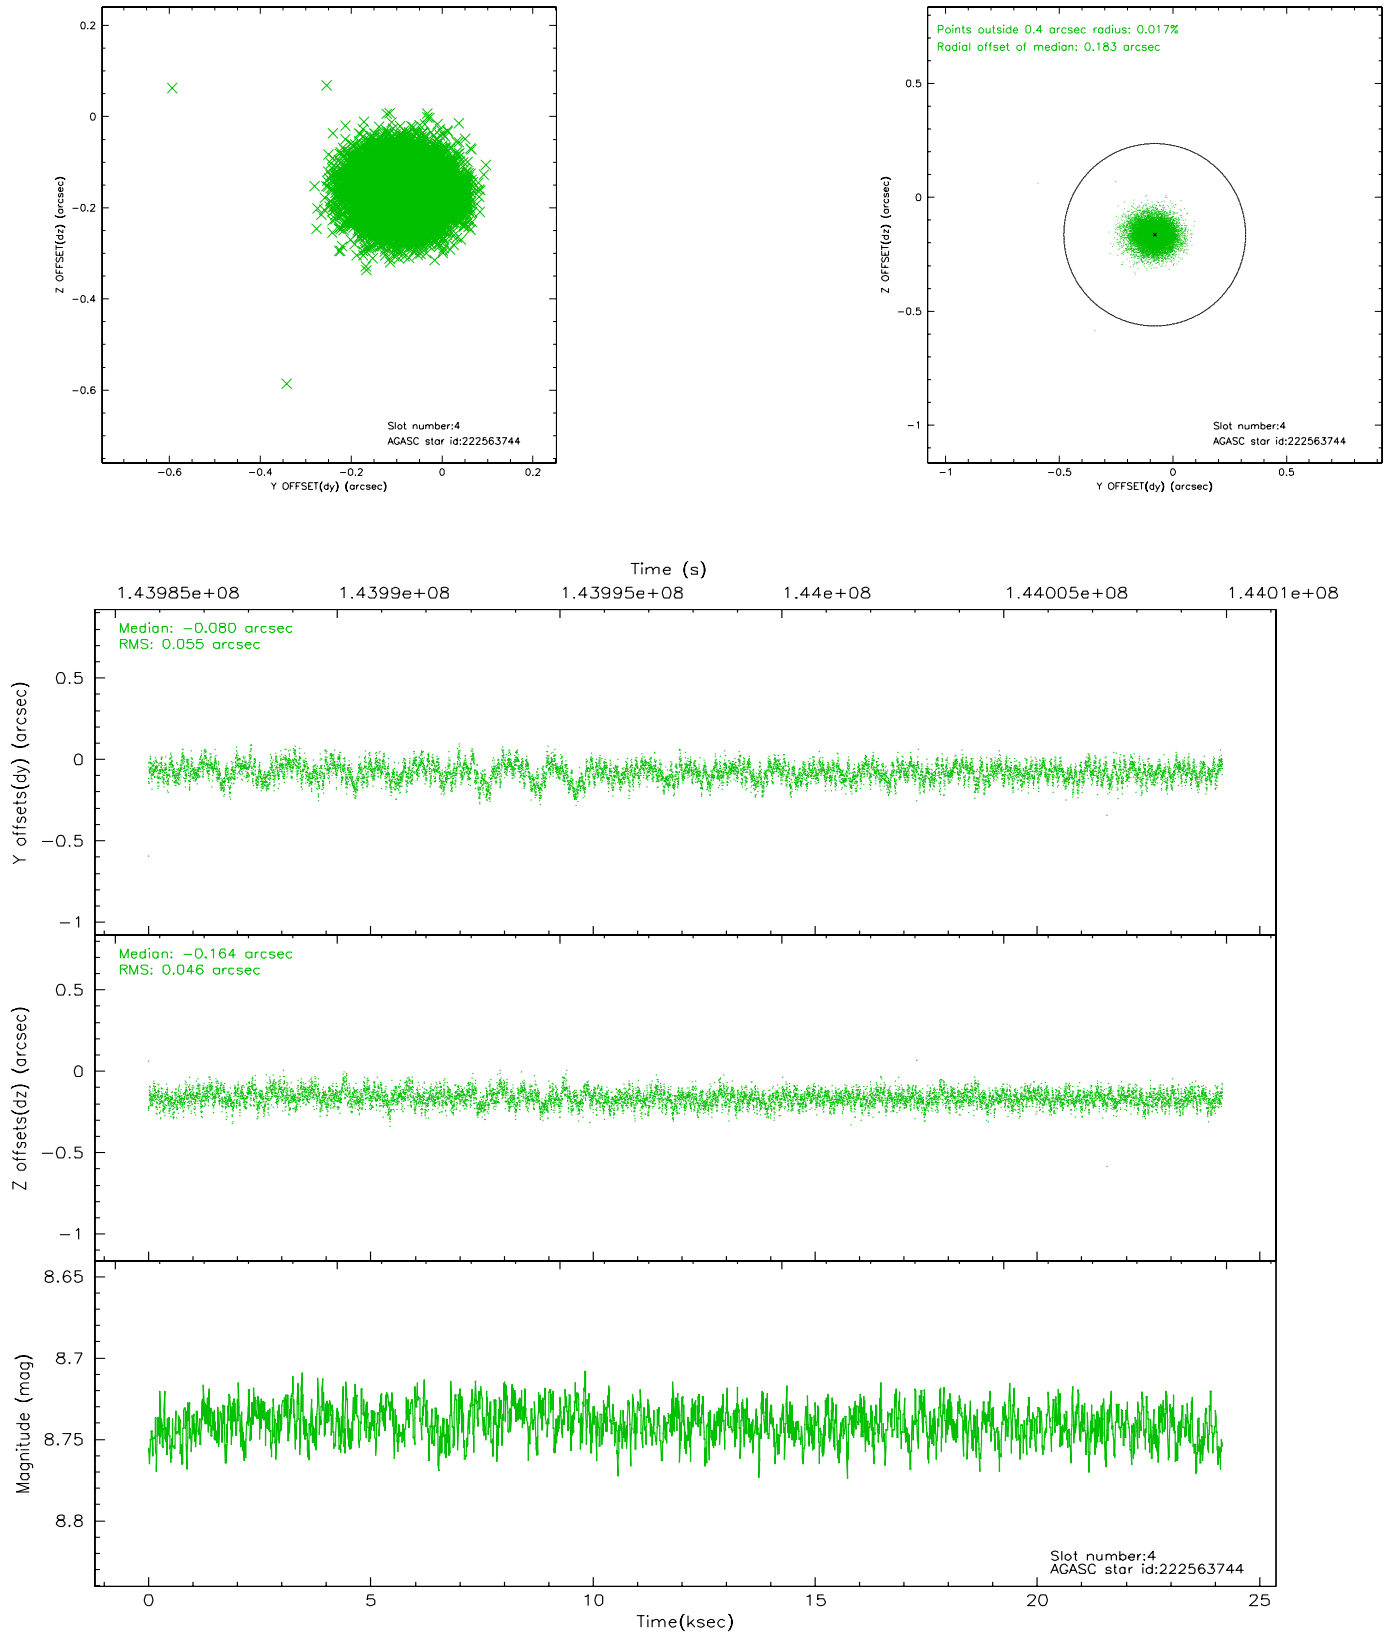 0.2
0
-0.2
-0.4
-0.6
Z OFFSET(dz) (arcsec)
Slot number:4
AGASC star id:222563744
-0.6 -0.4 -0.2 0 0.2
Y OFFSET(dy) (arcsec)
Points outside 0.4 arcsec radius: 0.017%
Radial offset of median: 0.183 arcsec
0.5
0
-0.5
-1
Z OFFSET(dz) (arcsec)
Slot number:4
AGASC star id:222563744
-1 -0.5 0 0.5
Y OFFSET(dy) (arcsec)
Time (s)
1.43985e+08 1.4399e+08 1.43995e+08 1.44e+08 1.44005e+08 1.4401e+08
Median: -0.080 arcsec
RMS: 0.055 arcsec
0.5
0
-0.5
-1
Y offsets(dy) (arcsec)
Median: -0.164 arcsec
RMS: 0.046 arcsec
0.5
0
-0.5
-1
Z offsets(dz) (arcsec)
8.65
8.7
8.75
8.8
Magnitude (mag)
Slot number:4
AGASC star id:222563744
0 5 10 15 20 25
Time(ksec)